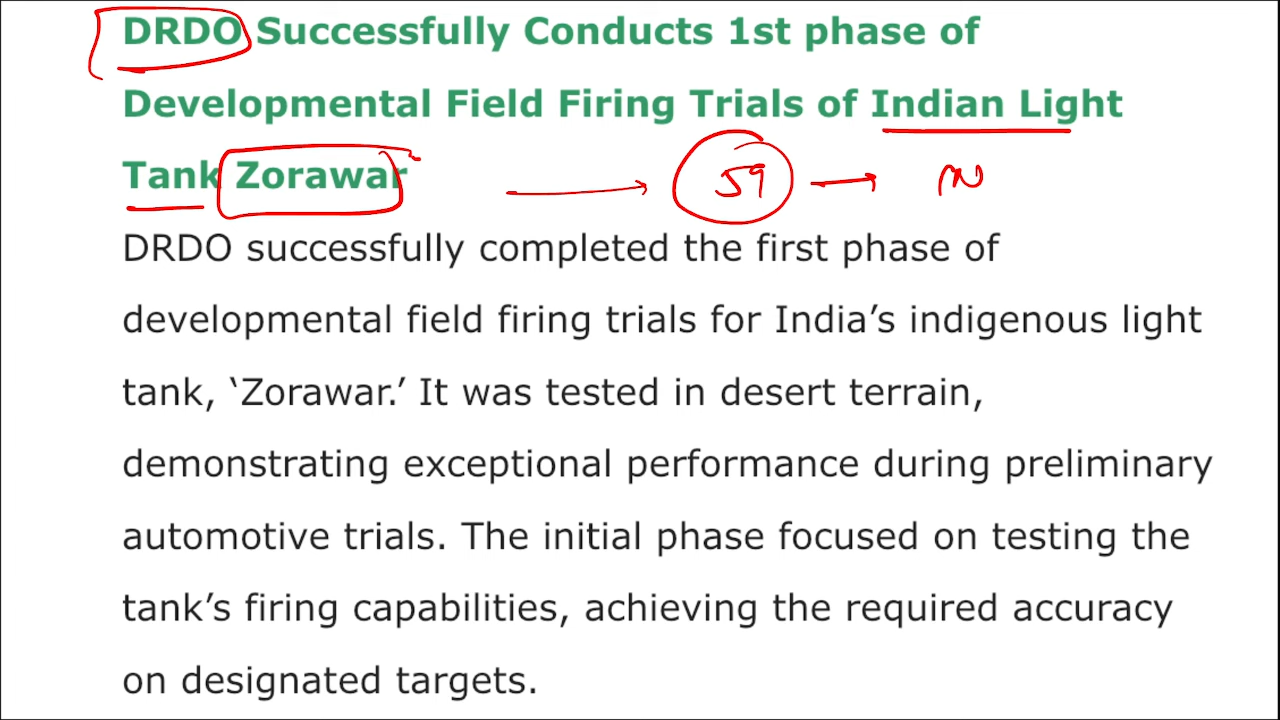 DRDO Successfully Conducts 1st phase of
Developmental Field Firing Trials of Indian Light
Tank Zorawar 59
DRDO successfully completed the first phase of
developmental field firing trials for India’s indigenous light
tank, ‘Zorawar.’ It was tested in desert terrain,
demonstrating exceptional performance during preliminary
automotive trials. The initial phase focused on testing the
tank’s firing capabilities, achieving the required accuracy
on designated targets.